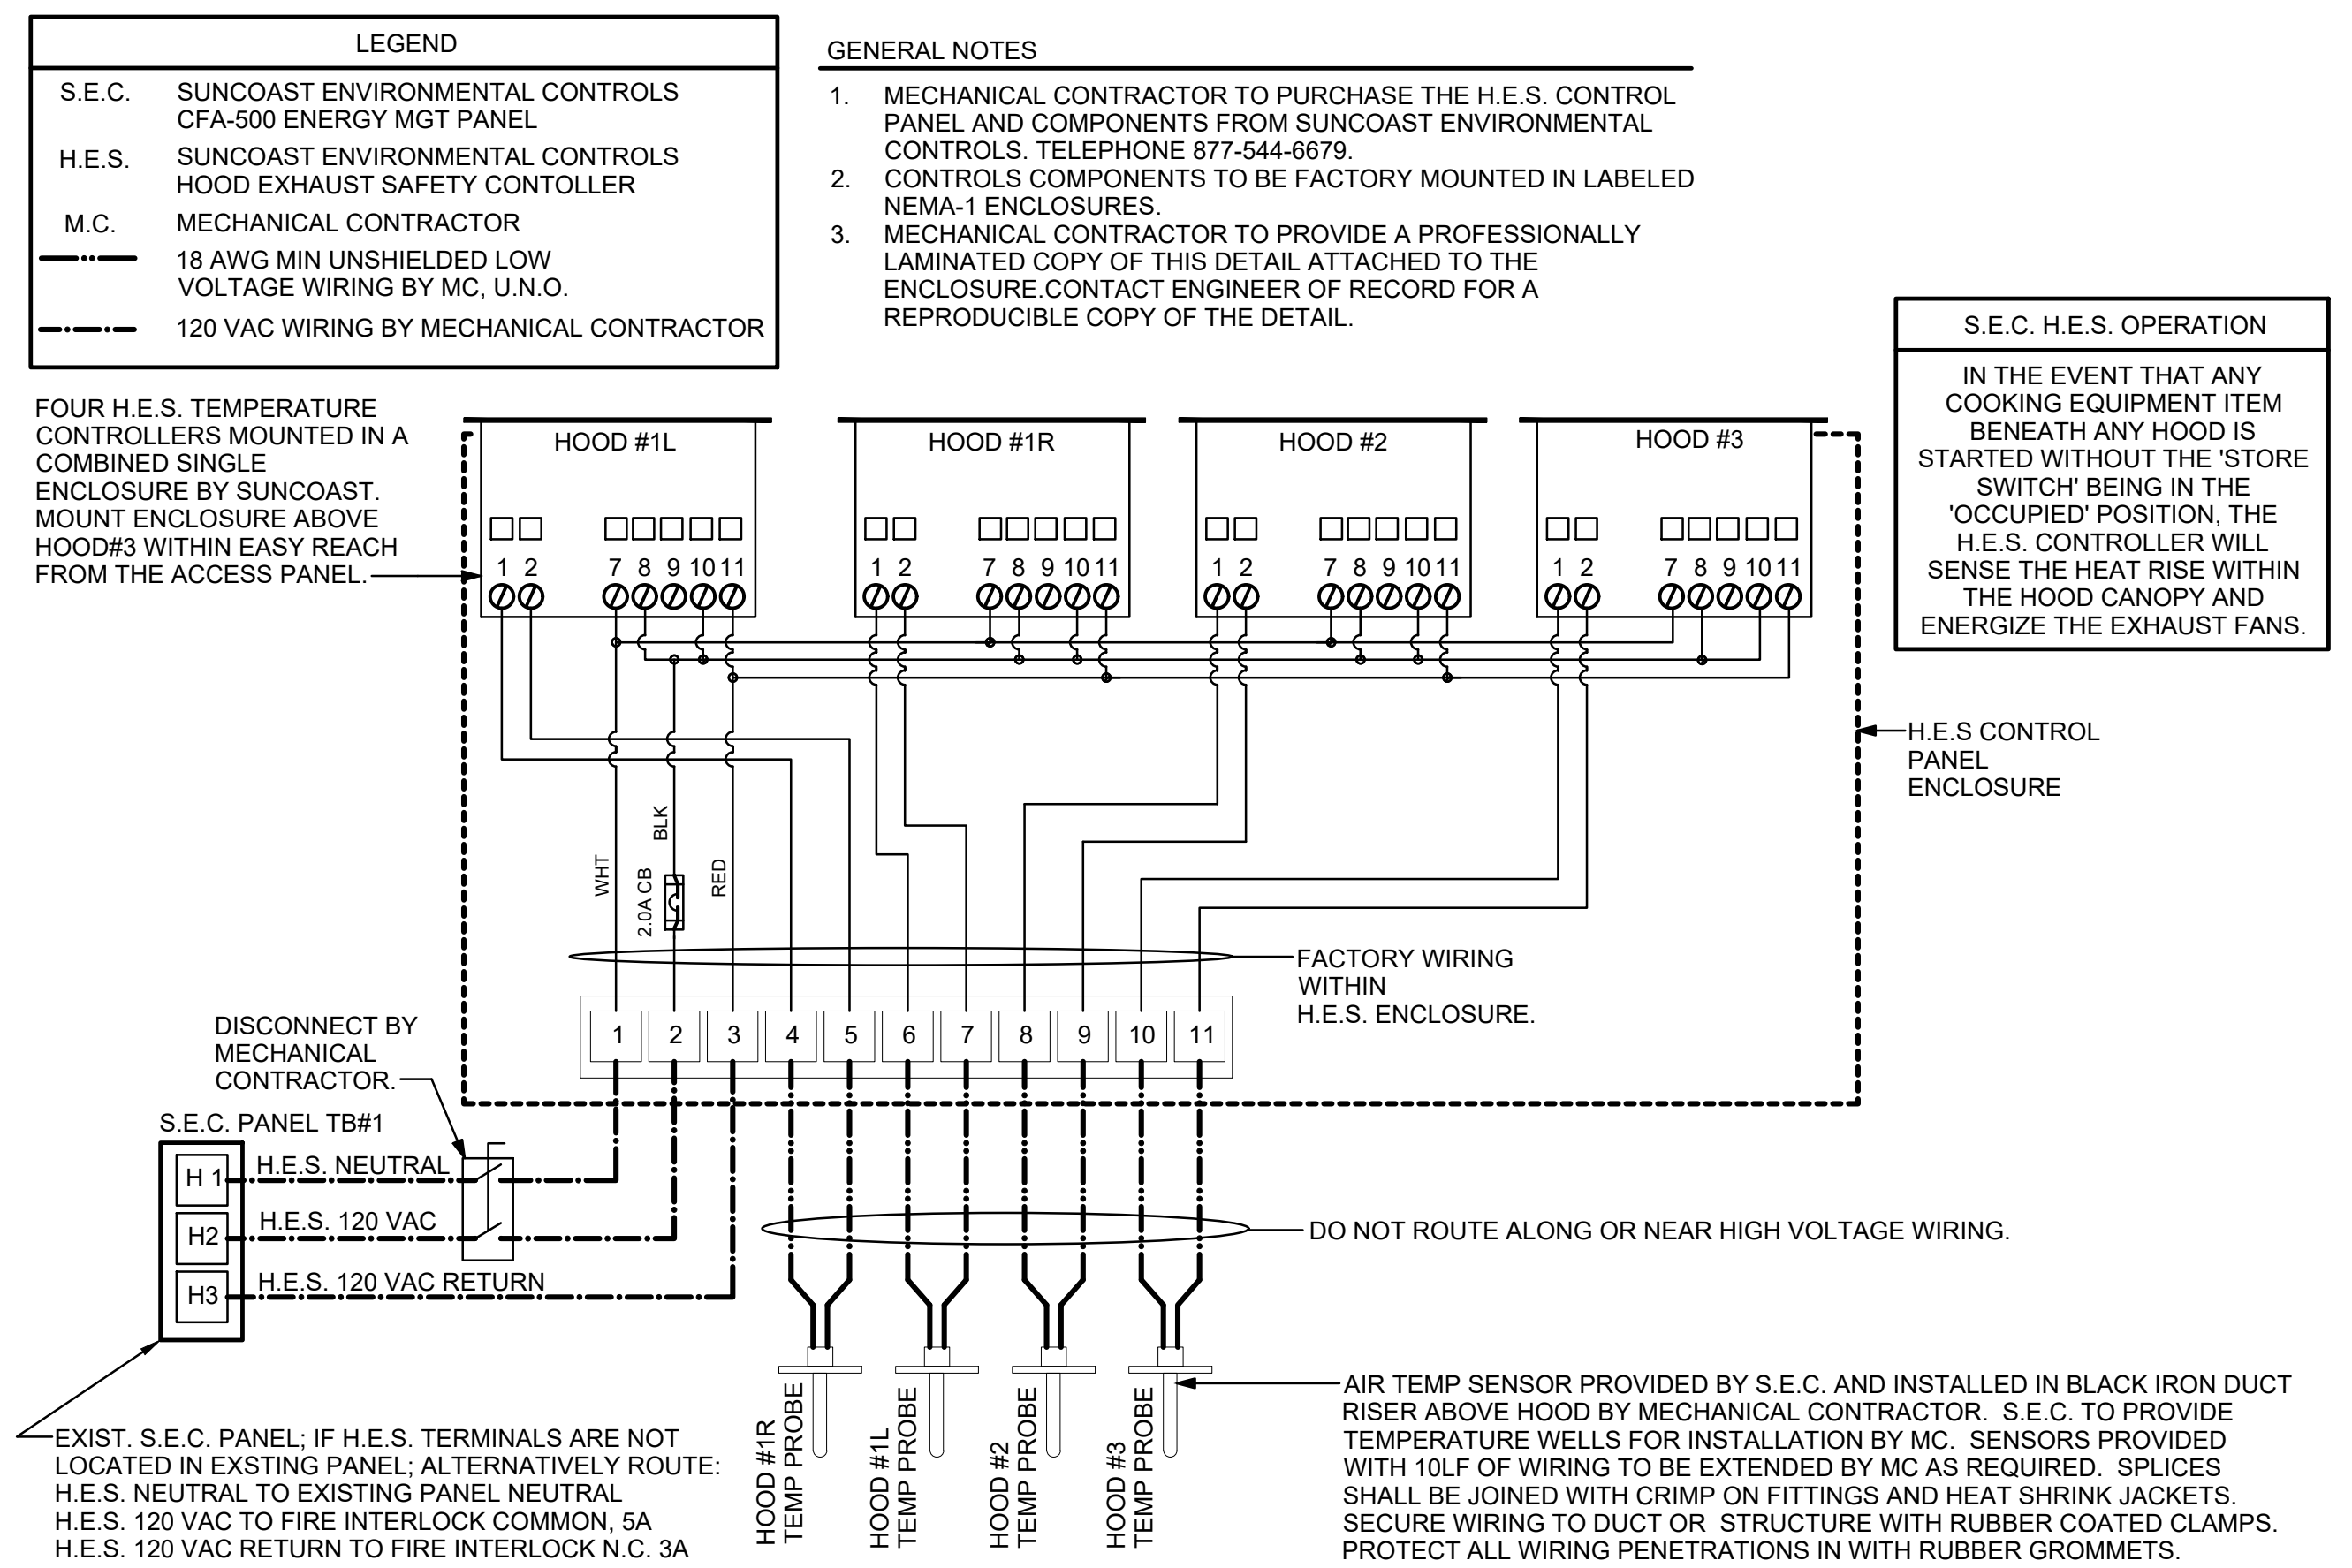 LEGEND
S.E.C. SUNCOAST ENVIRONMENTAL CONTROLS
CFA-500 ENERGY MGT PANEL
H.E.S. SUNCOAST ENVIRONMENTAL CONTROLS
HOOD EXHAUST SAFETY CONTOLLER
M.C. MECHANICAL CONTRACTOR
18 AWG MIN UNSHIELDED LOW
VOLTAGE WIRING BY MC, U.N.O.
120 VAC WIRING BY MECHANICAL CONTRACTOR
GENERAL NOTES
1. MECHANICAL CONTRACTOR TO PURCHASE THE H.E.S. CONTROL
PANEL AND COMPONENTS FROM SUNCOAST ENVIRONMENTAL
CONTROLS. TELEPHONE 877-544-6679.
2. CONTROLS COMPONENTS TO BE FACTORY MOUNTED IN LABELED
NEMA-1 ENCLOSURES.
3. MECHANICAL CONTRACTOR TO PROVIDE A PROFESSIONALLY
LAMINATED COPY OF THIS DETAIL ATTACHED TO THE
ENCLOSURE.CONTACT ENGINEER OF RECORD FOR A
REPRODUCIBLE COPY OF THE DETAIL.
S.E.C. H.E.S. OPERATION
IN THE EVENT THAT ANY
COOKING EQUIPMENT ITEM
BENEATH ANY HOOD IS
STARTED WITHOUT THE 'STORE
SWITCH' BEING IN THE
'OCCUPIED' POSITION, THE
H.E.S. CONTROLLER WILL
SENSE THE HEAT RISE WITHIN
THE HOOD CANOPY AND
ENERGIZE THE EXHAUST FANS.
FOUR H.E.S. TEMPERATURE
CONTROLLERS MOUNTED IN A
COMBINED SINGLE
ENCLOSURE BY SUNCOAST.
MOUNT ENCLOSURE ABOVE
HOOD#3 WITHIN EASY REACH
FROM THE ACCESS PANEL.
HOOD #1L
1 2 7 8 9 10 11
HOOD #1R
1 2 7 8 9 10 11
HOOD #2
1 2 7 8 9 10 11
HOOD #3
1 2 7 8 9 10 11
H.E.S CONTROL
PANEL
ENCLOSURE
WHT
2.0A CB
BLK
RED
FACTORY WIRING
WITHIN
H.E.S. ENCLOSURE.
1 2 3 4 5 6 7 8 9 10 11
DISCONNECT BY
MECHANICAL
CONTRACTOR.
S.E.C. PANEL TB#1
H 1 H.E.S. NEUTRAL
H2 H.E.S. 120 VAC
H3 H.E.S. 120 VAC RETURN
DO NOT ROUTE ALONG OR NEAR HIGH VOLTAGE WIRING.
HOOD #1R
TEMP PROBE
HOOD #1L
TEMP PROBE
HOOD #2
TEMP PROBE
HOOD #3
TEMP PROBE
EXIST. S.E.C. PANEL; IF H.E.S. TERMINALS ARE NOT
LOCATED IN EXSTING PANEL; ALTERNATIVELY ROUTE:
H.E.S. NEUTRAL TO EXISTING PANEL NEUTRAL
H.E.S. 120 VAC TO FIRE INTERLOCK COMMON, 5A
H.E.S. 120 VAC RETURN TO FIRE INTERLOCK N.C. 3A
AIR TEMP SENSOR PROVIDED BY S.E.C. AND INSTALLED IN BLACK IRON DUCT
RISER ABOVE HOOD BY MECHANICAL CONTRACTOR. S.E.C. TO PROVIDE
TEMPERATURE WELLS FOR INSTALLATION BY MC. SENSORS PROVIDED
WITH 10LF OF WIRING TO BE EXTENDED BY MC AS REQUIRED. SPLICES
SHALL BE JOINED WITH CRIMP ON FITTINGS AND HEAT SHRINK JACKETS.
SECURE WIRING TO DUCT OR STRUCTURE WITH RUBBER COATED CLAMPS.
PROTECT ALL WIRING PENETRATIONS IN WITH RUBBER GROMMETS.